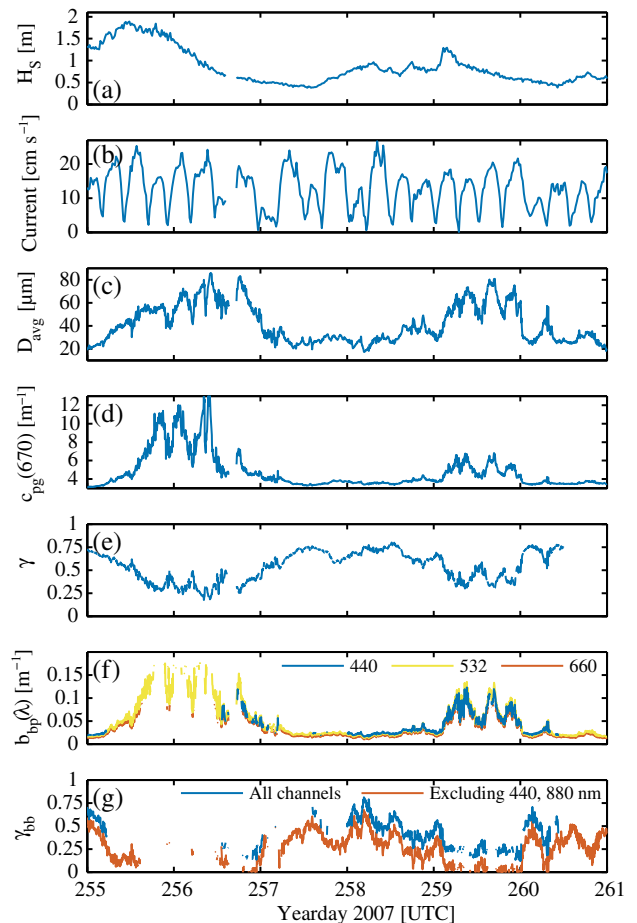 2
1.5
1
0.5
0
H_S [m]
(a)
20
10
0
Current [cm s⁻¹]
(b)
80
60
40
20
D_avg [μm]
(c)
12
10
8
6
4
c_pg(670) [m⁻¹]
(d)
1
0.75
0.5
0.25
0
γ
(e)
0.15
0.1
0.05
0
b_bp(λ) [m⁻¹]
(f)
440 532 660
1
0.75
0.5
0.25
0
γ_bb
(g)
All channels Excluding 440, 880 nm
255 256 257 258 259 260 261
Yearday 2007 [UTC]